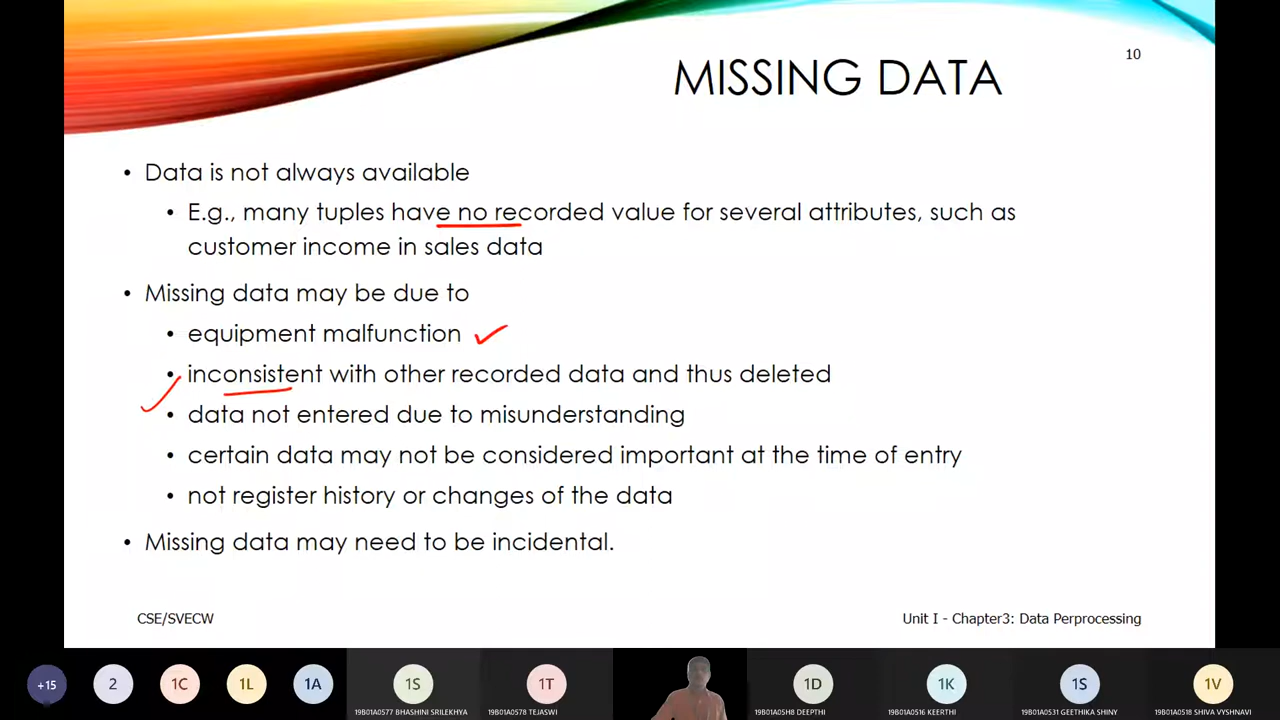 10
MISSING DATA
• Data is not always available
• E.g., many tuples have no recorded value for several attributes, such as
customer income in sales data
• Missing data may be due to
• equipment malfunction
• inconsistent with other recorded data and thus deleted
• data not entered due to misunderstanding
• certain data may not be considered important at the time of entry
• not register history or changes of the data
• Missing data may need to be incidental.
CSE/SVECW
Unit I - Chapter3: Data Perprocessing
+15
2
1C
1L
1A
1S
1T
1D
1K
1S
1V
19B01A0577 BHASHINI SRILEKHYA
19B01A0578 TEJASWI
19B01A05H8 DEEPTHI
19B01A0516 KEERTHI
19B01A0531 GEETHIKA SHINY
19B01A0518 SHIVA VYSHNAVI